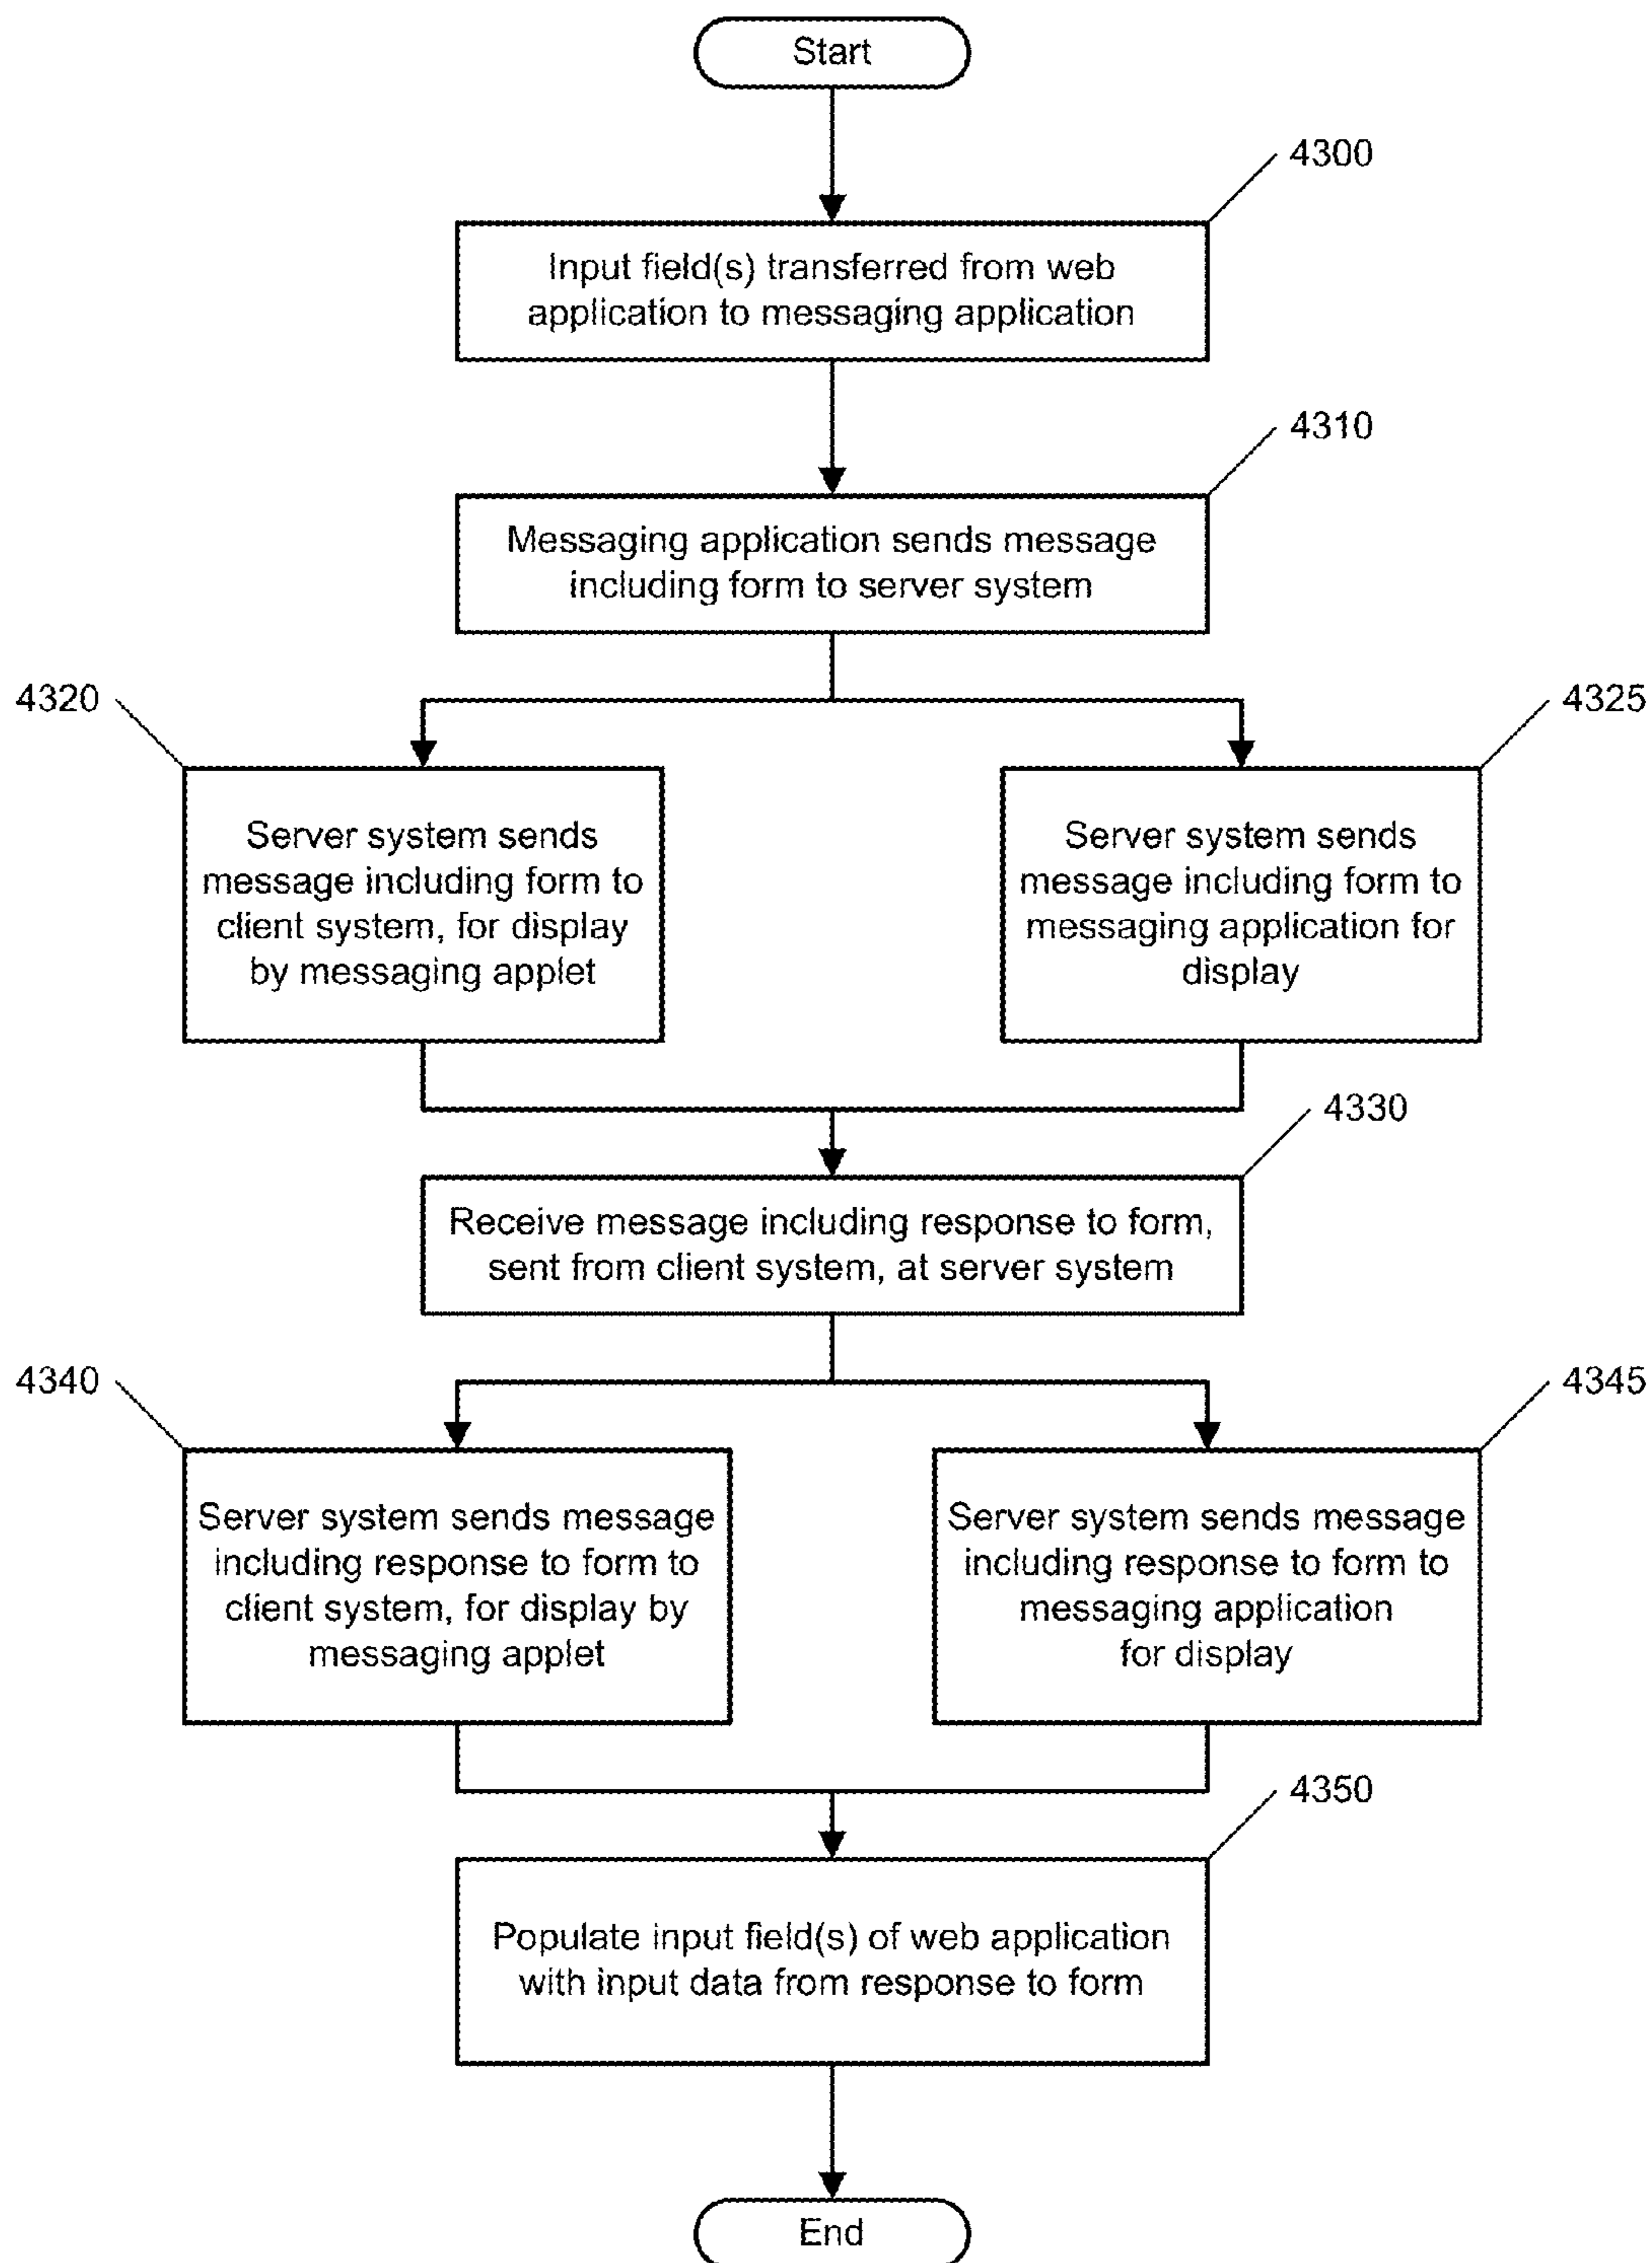 Start
4300
Input field(s) transferred from web
application to messaging application
4310
Messaging application sends message
including form to server system
4320
4325
Server system sends
message including form to
client system, for display
by messaging applet
Server system sends
message including form to
messaging application for
display
4330
Receive message including response to form,
sent from client system, at server system
4340
4345
Server system sends message
including response to form to
client system, for display by
messaging applet
Server system sends message
including response to form to
messaging application
for display
4350
Populate input field(s) of web application
with input data from response to form
End